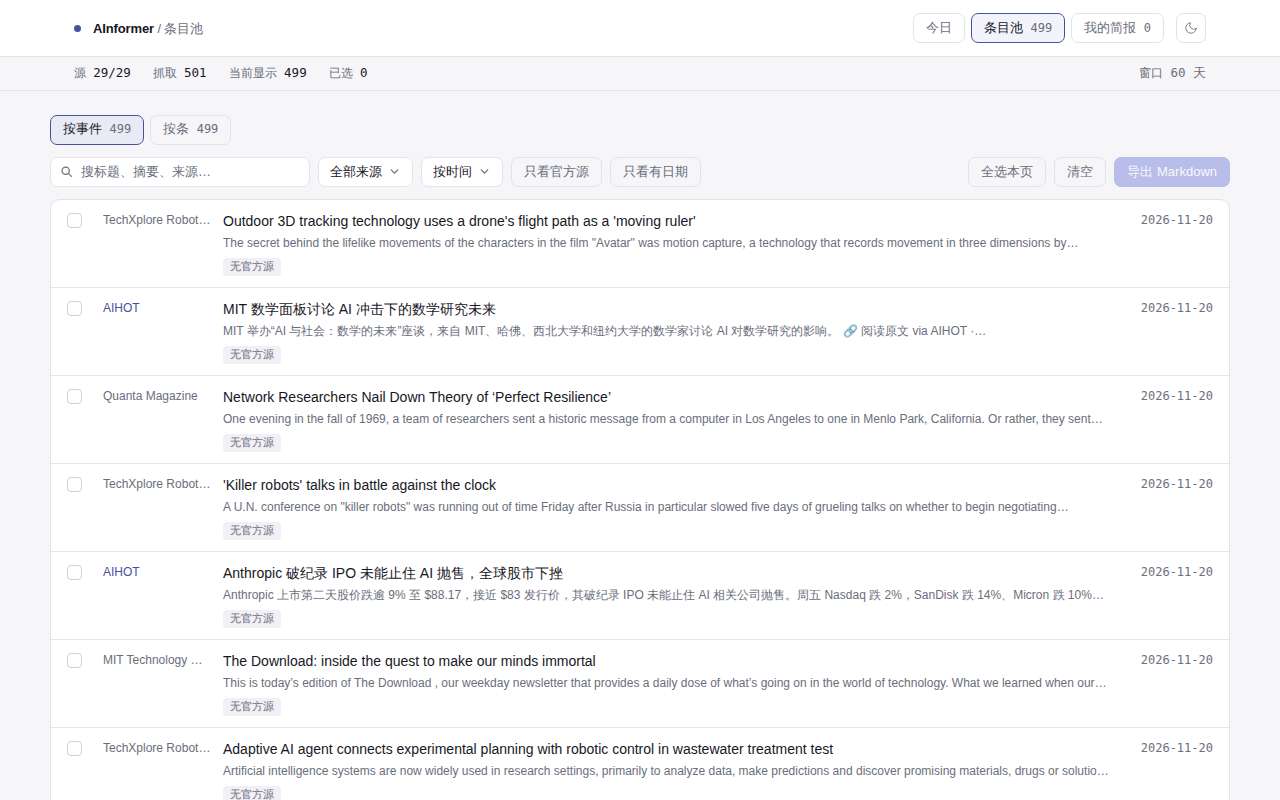 AInformer / 条目池
今日 条目池 499 我的简报 0
源 29/29 抓取 501 当前显示 499 已选 0 窗口 60 天
按事件 499 按条 499
搜标题、摘要、来源… 全部来源 按时间 只看官方源 只看有日期 全选本页 清空 导出 Markdown
TechXplore Robot… Outdoor 3D tracking technology uses a drone's flight path as a 'moving ruler' 2026-11-20
The secret behind the lifelike movements of the characters in the film "Avatar" was motion capture, a technology that records movement in three dimensions by…
无官方源
AIHOT MIT 数学面板讨论 AI 冲击下的数学研究未来 2026-11-20
MIT 举办“AI 与社会：数学的未来”座谈，来自 MIT、哈佛、西北大学和纽约大学的数学家讨论 AI 对数学研究的影响。 🔗 阅读原文 via AIHOT ·…
无官方源
Quanta Magazine Network Researchers Nail Down Theory of ‘Perfect Resilience’ 2026-11-20
One evening in the fall of 1969, a team of researchers sent a historic message from a computer in Los Angeles to one in Menlo Park, California. Or rather, they sent…
无官方源
TechXplore Robot… 'Killer robots' talks in battle against the clock 2026-11-20
A U.N. conference on "killer robots" was running out of time Friday after Russia in particular slowed five days of grueling talks on whether to begin negotiating…
无官方源
AIHOT Anthropic 破纪录 IPO 未能止住 AI 抛售，全球股市下挫 2026-11-20
Anthropic 上市第二天股价跌逾 9% 至 $88.17，接近 $83 发行价，其破纪录 IPO 未能止住 AI 相关公司抛售。周五 Nasdaq 跌 2%，SanDisk 跌 14%、Micron 跌 10%…
无官方源
MIT Technology … The Download: inside the quest to make our minds immortal 2026-11-20
This is today's edition of The Download , our weekday newsletter that provides a daily dose of what's going on in the world of technology. What we learned when our…
无官方源
TechXplore Robot… Adaptive AI agent connects experimental planning with robotic control in wastewater treatment test 2026-11-20
Artificial intelligence systems are now widely used in research settings, primarily to analyze data, make predictions and discover promising materials, drugs or solutio…
无官方源